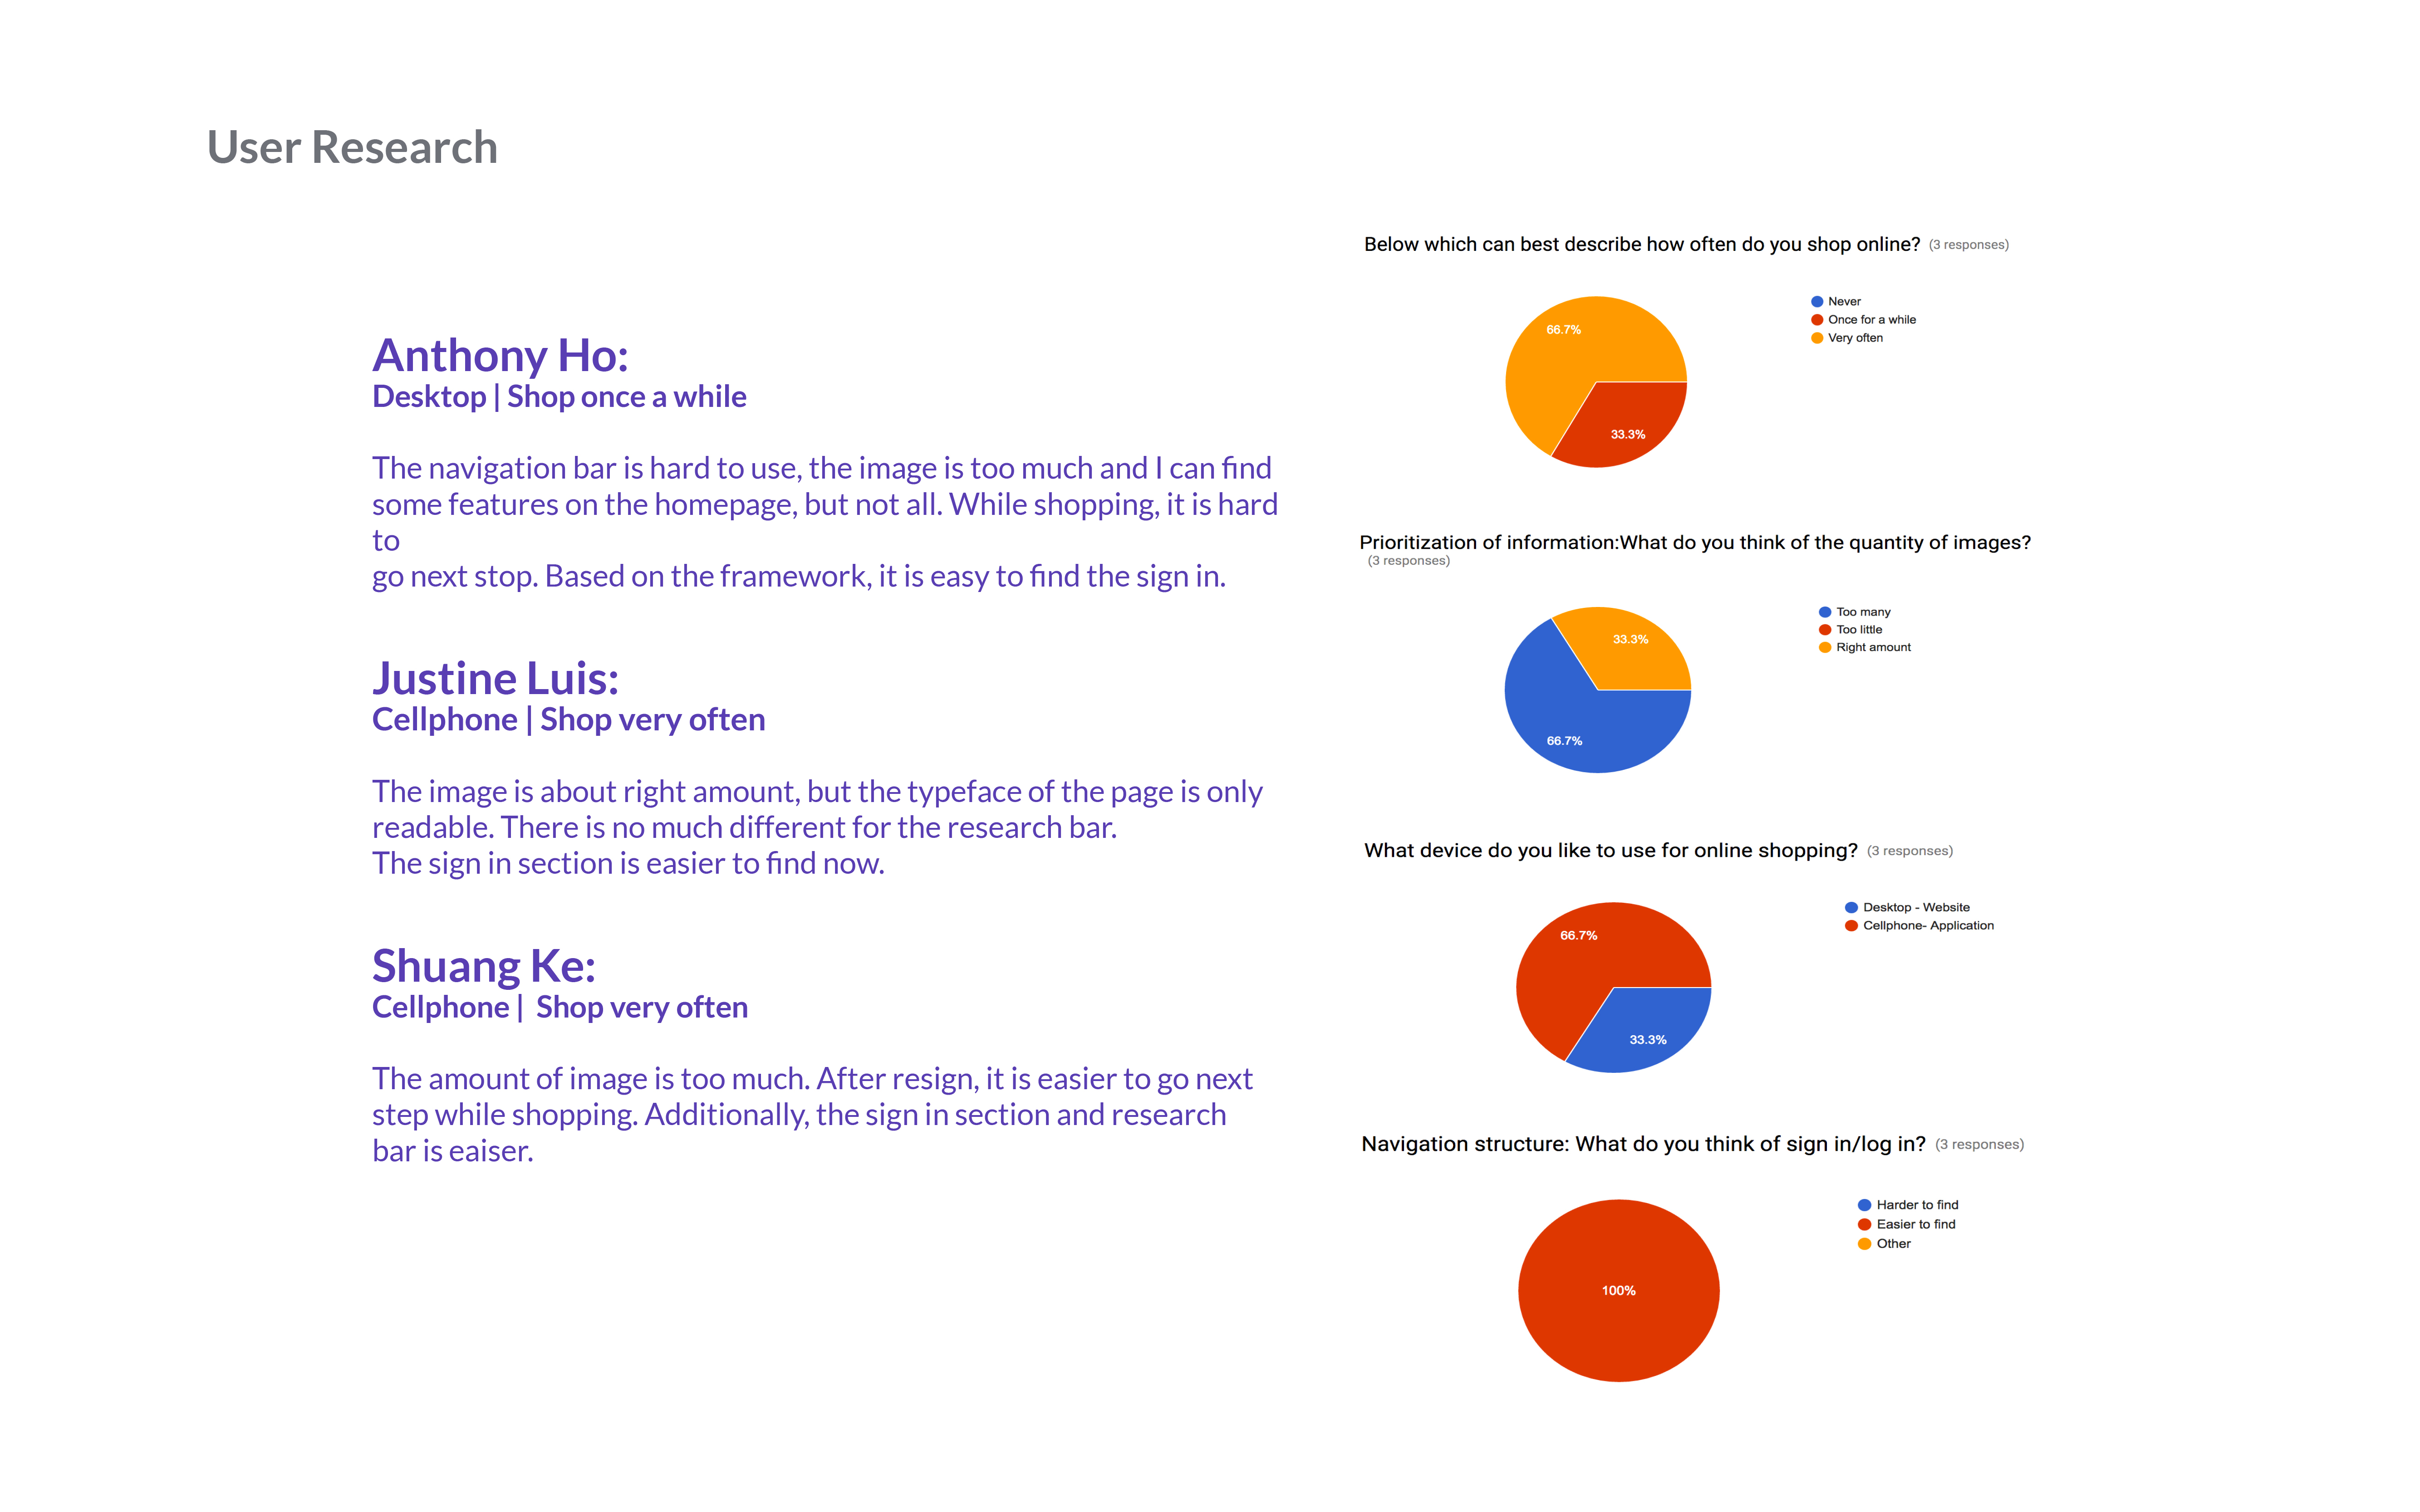 User Research
Anthony Ho:
Desktop | Shop once a while
The navigation bar is hard to use, the image is too much and I can find
some features on the homepage, but not all. While shopping, it is hard
to
go next stop. Based on the framework, it is easy to find the sign in.
Justine Luis:
Cellphone | Shop very often
The image is about right amount, but the typeface of the page is only
readable. There is no much different for the research bar.
The sign in section is easier to find now.
Shuang Ke:
Cellphone |  Shop very often
The amount of image is too much. After resign, it is easier to go next
step while shopping. Additionally, the sign in section and research
bar is eaiser.
Below which can best describe how often do you shop online? (3 responses)
66.7%
33.3%
Never
Once for a while
Very often
Prioritization of information:What do you think of the quantity of images?
(3 responses)
33.3%
66.7%
Too many
Too little
Right amount
What device do you like to use for online shopping? (3 responses)
66.7%
33.3%
Desktop - Website
Cellphone- Application
Navigation structure: What do you think of sign in/log in? (3 responses)
100%
Harder to find
Easier to find
Other